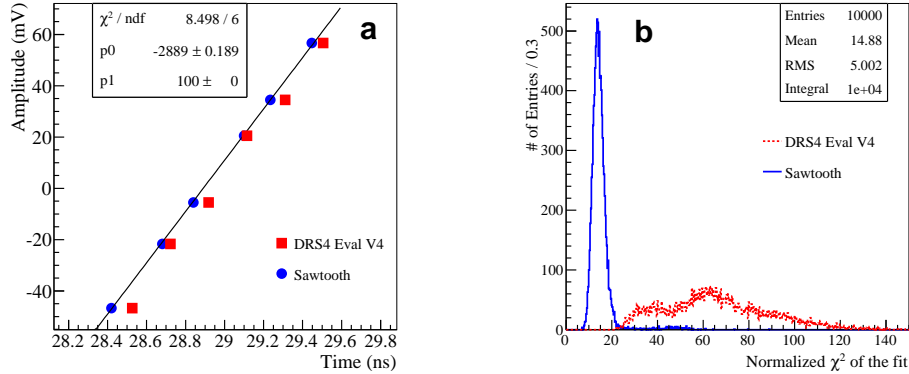 χ² / ndf 8.498 / 6
p0 -2889 ± 0.189
p1 100 ± 0
a
Amplitude (mV)
60
40
20
0
-20
-40
DRS4 Eval V4
Sawtooth
28.2 28.4 28.6 28.8 29 29.2 29.4 29.6 29.8
Time (ns)
b
Entries 10000
Mean 14.88
RMS 5.002
Integral 1e+04
# of Entries / 0.3
500
400
300
200
100
0
DRS4 Eval V4
Sawtooth
0 20 40 60 80 100 120 140
Normalized χ² of the fit